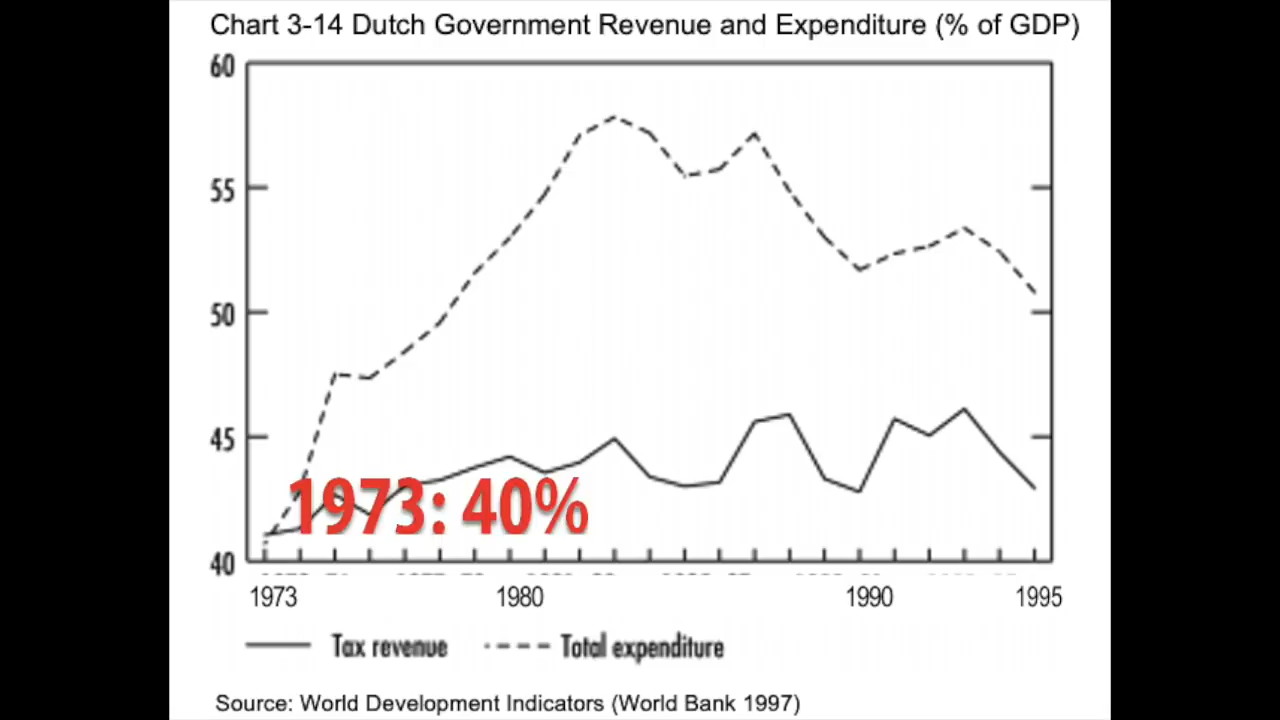 Chart 3-14 Dutch Government Revenue and Expenditure (% of GDP)
60
55
50
45
40
1973: 40%
1973 1980 1990 1995
Tax revenue Total expenditure
Source: World Development Indicators (World Bank 1997)